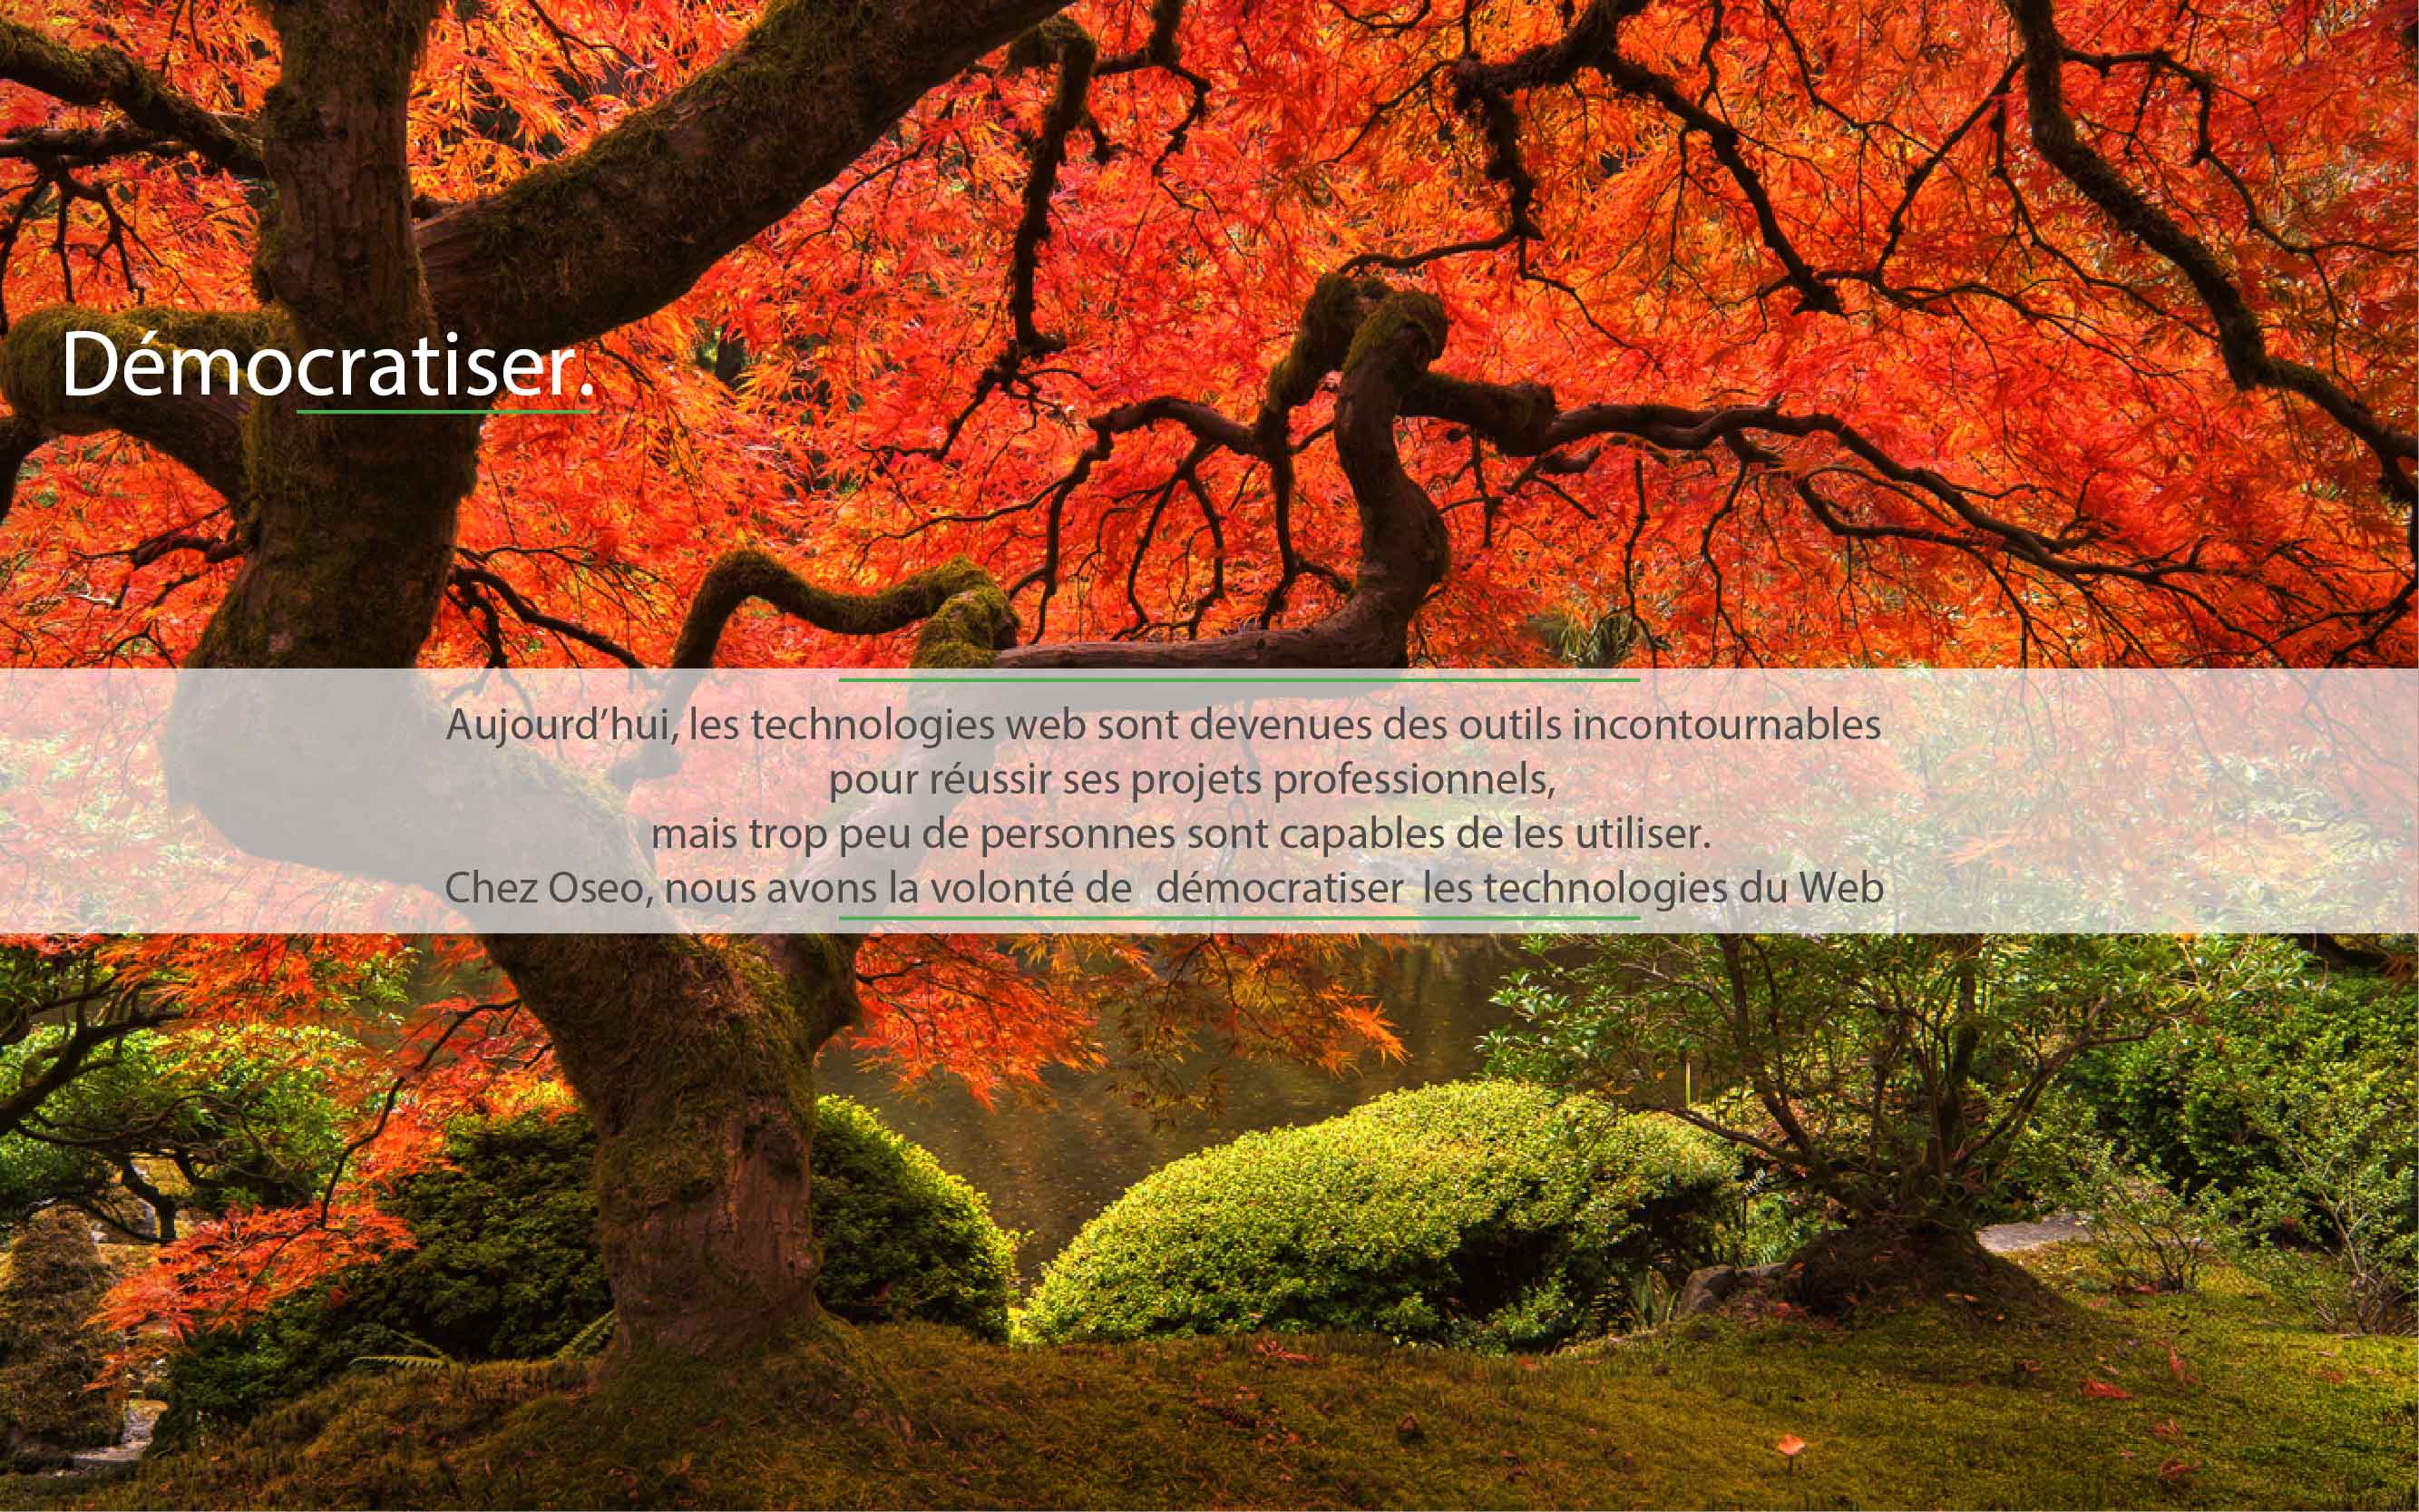 Démocratiser.
Aujourd’hui, les technologies web sont devenues des outils incontournables
pour réussir ses projets professionnels,
mais trop peu de personnes sont capables de les utiliser.
Chez Oseo, nous avons la volonté de  démocratiser  les technologies du Web